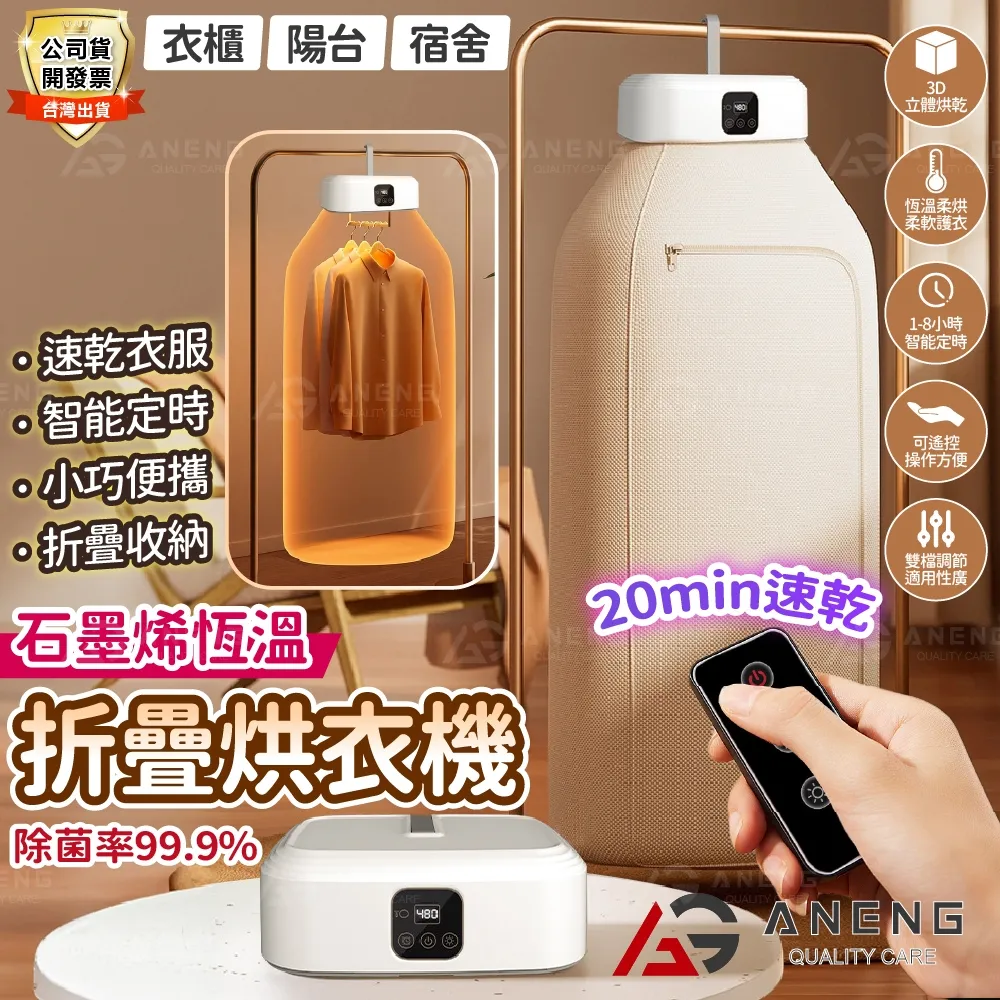 公司貨
開發票
台灣出貨
衣櫃
陽台
宿舍
3D
立體烘乾
恆溫柔烘
柔軟護衣
1-8小時
智能定時
可遙控
操作方便
雙檔調節
適用性廣
480
480
• 速乾衣服
• 智能定時
• 小巧便攜
• 折疊收納
20min速乾
石墨烯恆溫
折疊烘衣機
除菌率99.9%
480
ANENG
QUALITY CARE